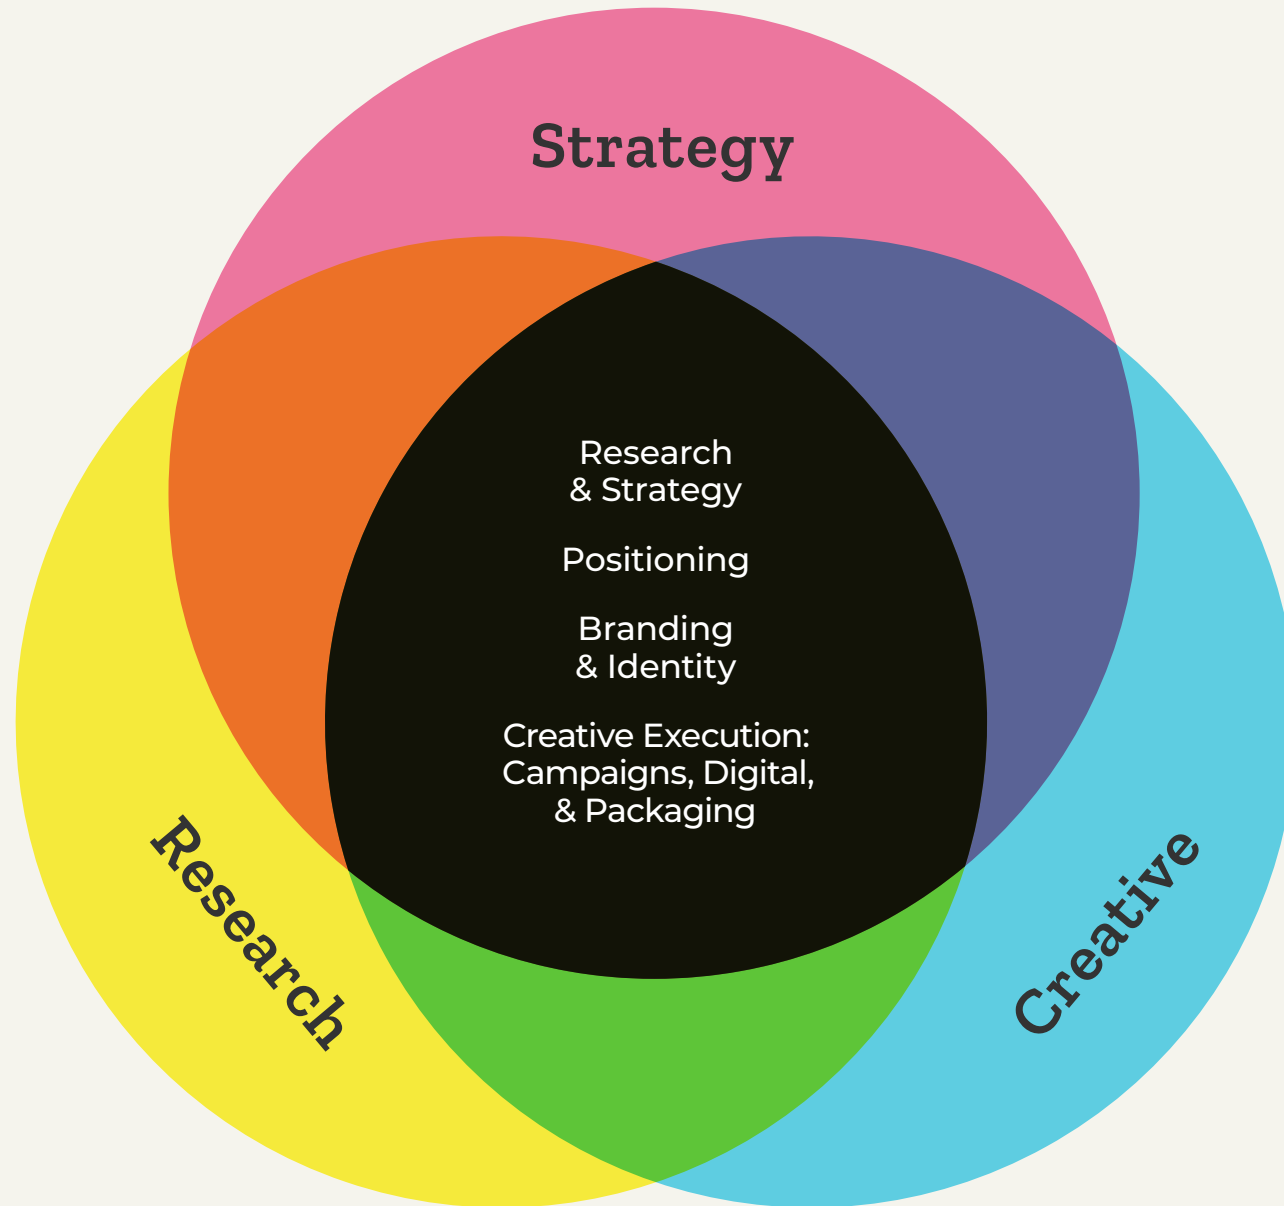 Strategy
Research
& Strategy
Positioning
Branding
& Identity
Creative Execution:
Campaigns, Digital,
& Packaging
Research
Creative